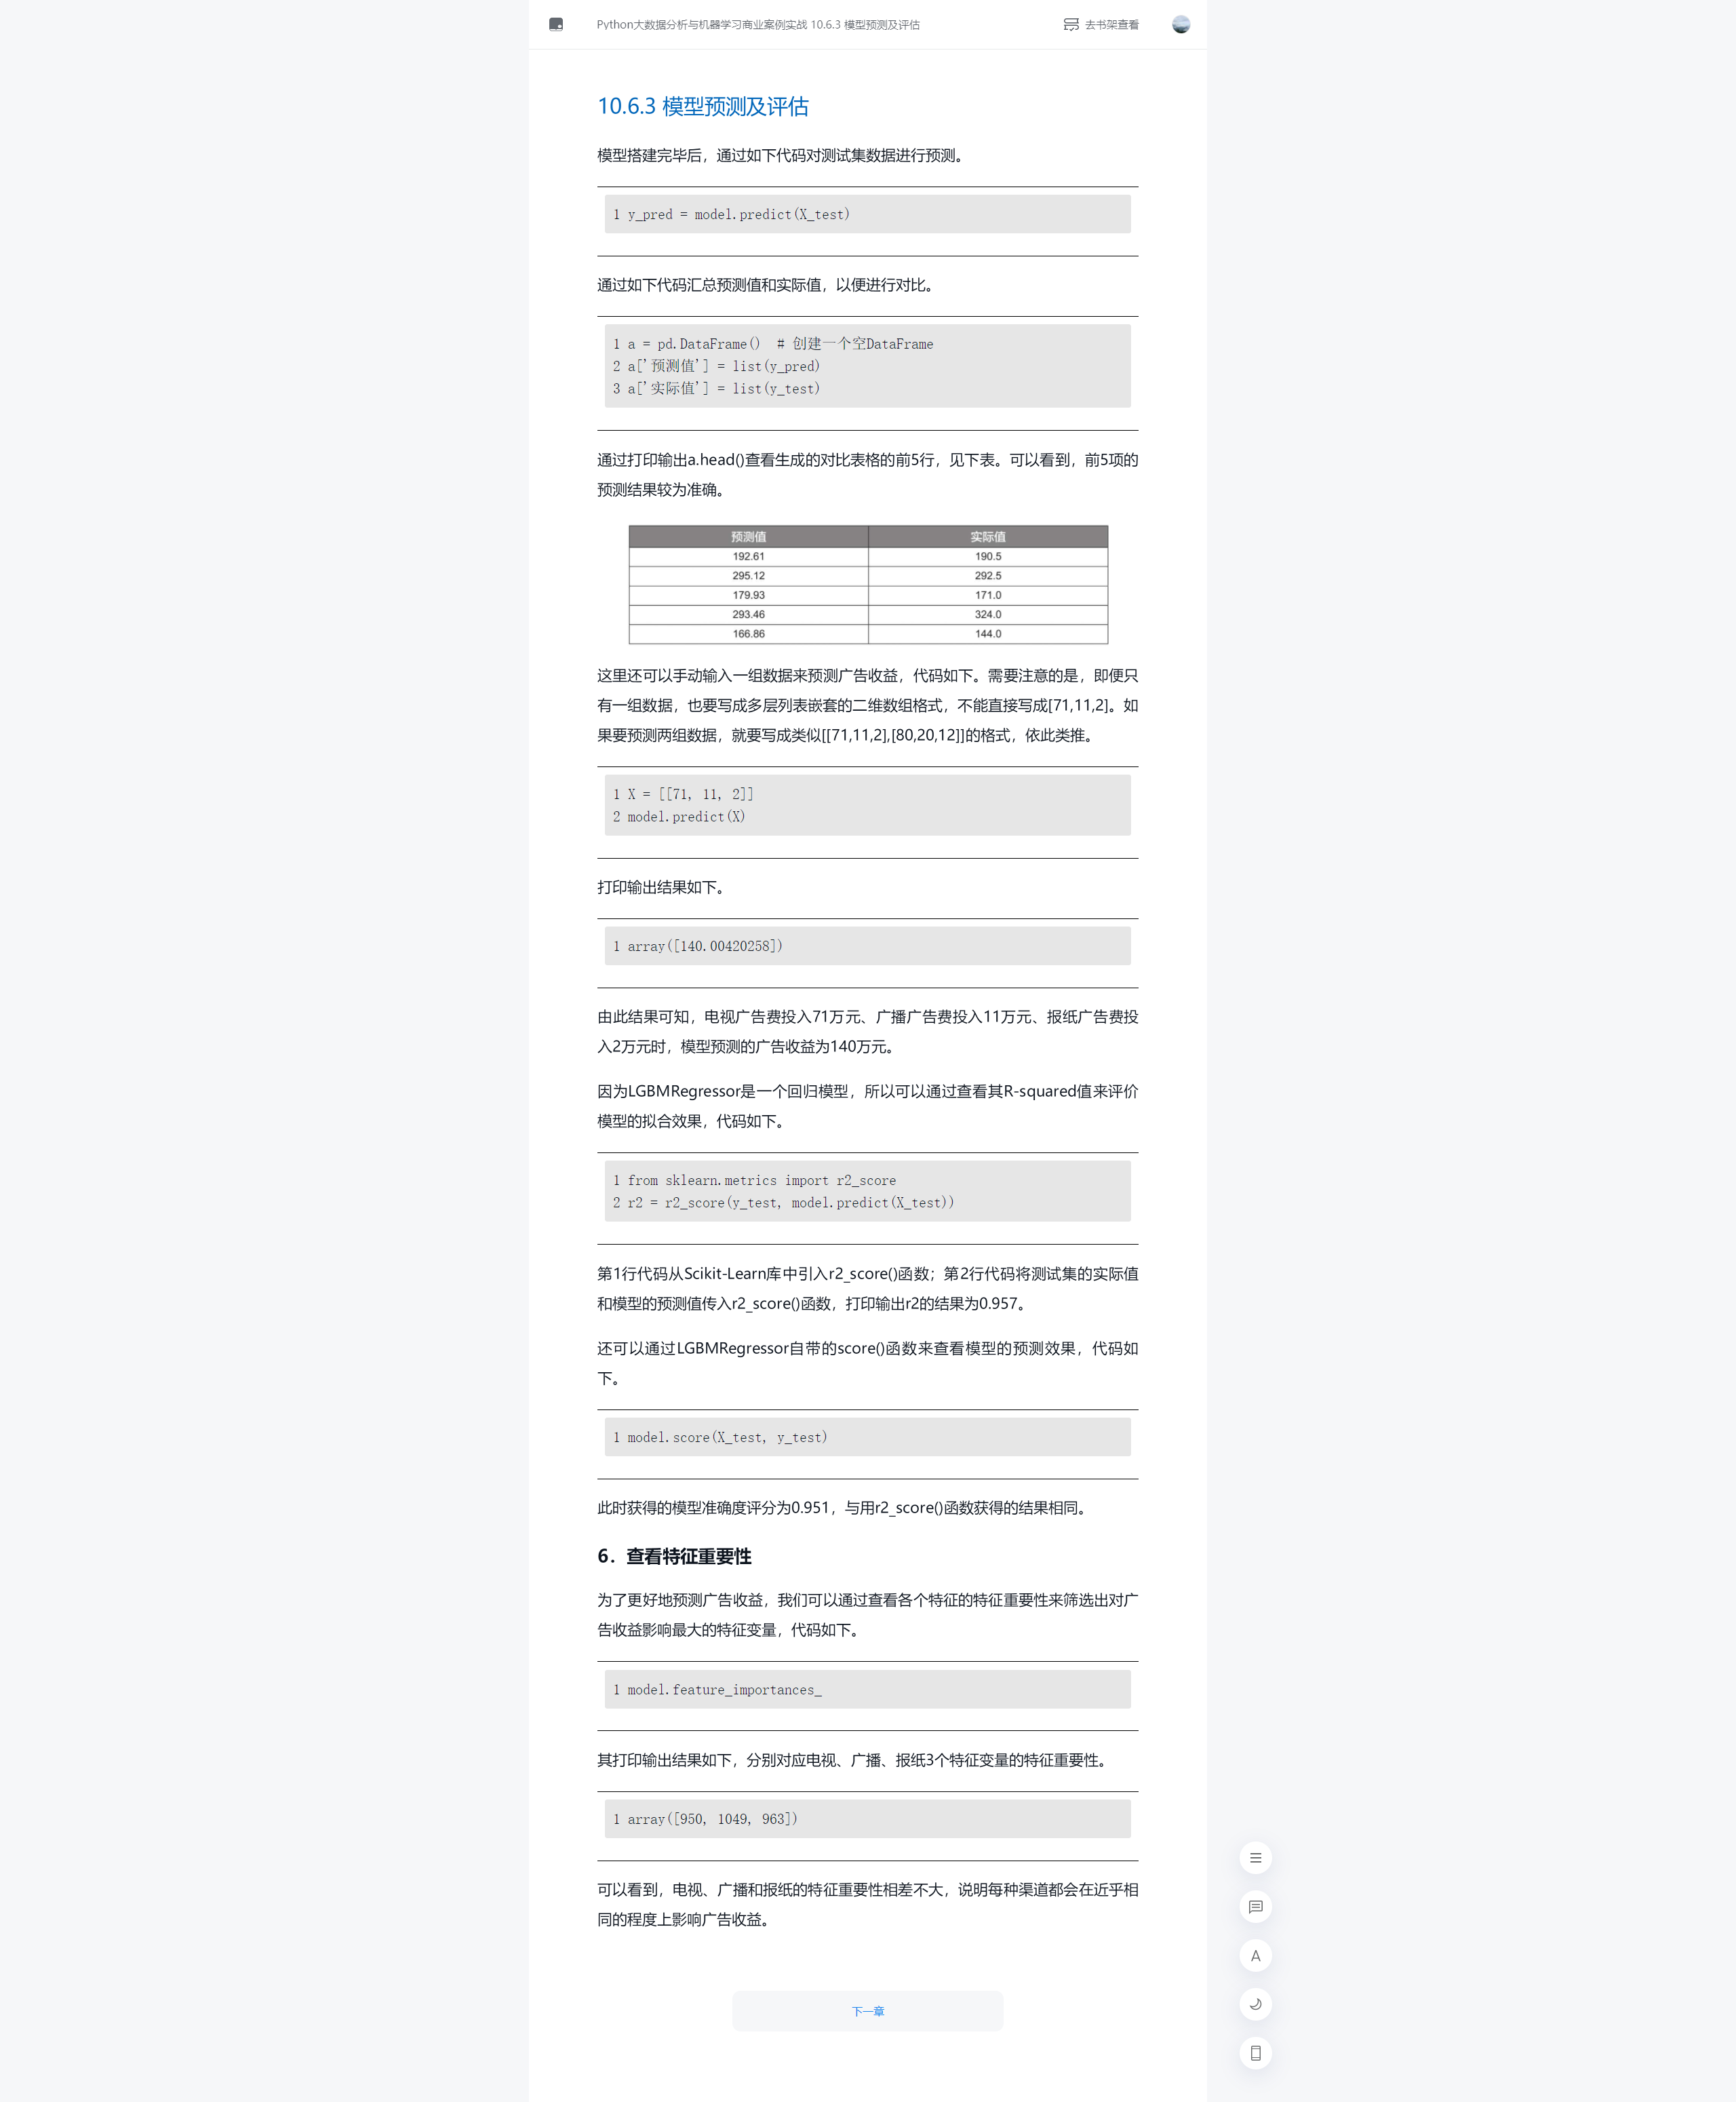 Python大数据分析与机器学习商业案例实战 10.6.3 模型预测及评估
去书架查看
10.6.3 模型预测及评估
模型搭建完毕后，通过如下代码对测试集数据进行预测。
1 y_pred = model.predict(X_test)
通过如下代码汇总预测值和实际值，以便进行对比。
1 a = pd.DataFrame()  # 创建一个空DataFrame
2 a['预测值'] = list(y_pred)
3 a['实际值'] = list(y_test)
通过打印输出a.head()查看生成的对比表格的前5行，见下表。可以看到，前5项的
预测结果较为准确。
预测值 实际值
192.61 190.5
295.12 292.5
179.93 171.0
293.46 324.0
166.86 144.0
这里还可以手动输入一组数据来预测广告收益，代码如下。需要注意的是，即便只
有一组数据，也要写成多层列表嵌套的二维数组格式，不能直接写成[71,11,2]。如
果要预测两组数据，就要写成类似[[71,11,2],[80,20,12]]的格式，依此类推。
1 X = [[71, 11, 2]]
2 model.predict(X)
打印输出结果如下。
1 array([140.00420258])
由此结果可知，电视广告费投入71万元、广播广告费投入11万元、报纸广告费投
入2万元时，模型预测的广告收益为140万元。
因为LGBMRegressor是一个回归模型，所以可以通过查看其R-squared值来评价
模型的拟合效果，代码如下。
1 from sklearn.metrics import r2_score
2 r2 = r2_score(y_test, model.predict(X_test))
第1行代码从Scikit-Learn库中引入r2_score()函数；第2行代码将测试集的实际值
和模型的预测值传入r2_score()函数，打印输出r2的结果为0.957。
还可以通过LGBMRegressor自带的score()函数来查看模型的预测效果，代码如
下。
1 model.score(X_test, y_test)
此时获得的模型准确度评分为0.951，与用r2_score()函数获得的结果相同。
6．查看特征重要性
为了更好地预测广告收益，我们可以通过查看各个特征的特征重要性来筛选出对广
告收益影响最大的特征变量，代码如下。
1 model.feature_importances_
其打印输出结果如下，分别对应电视、广播、报纸3个特征变量的特征重要性。
1 array([950, 1049, 963])
可以看到，电视、广播和报纸的特征重要性相差不大，说明每种渠道都会在近乎相
同的程度上影响广告收益。
A
下一章